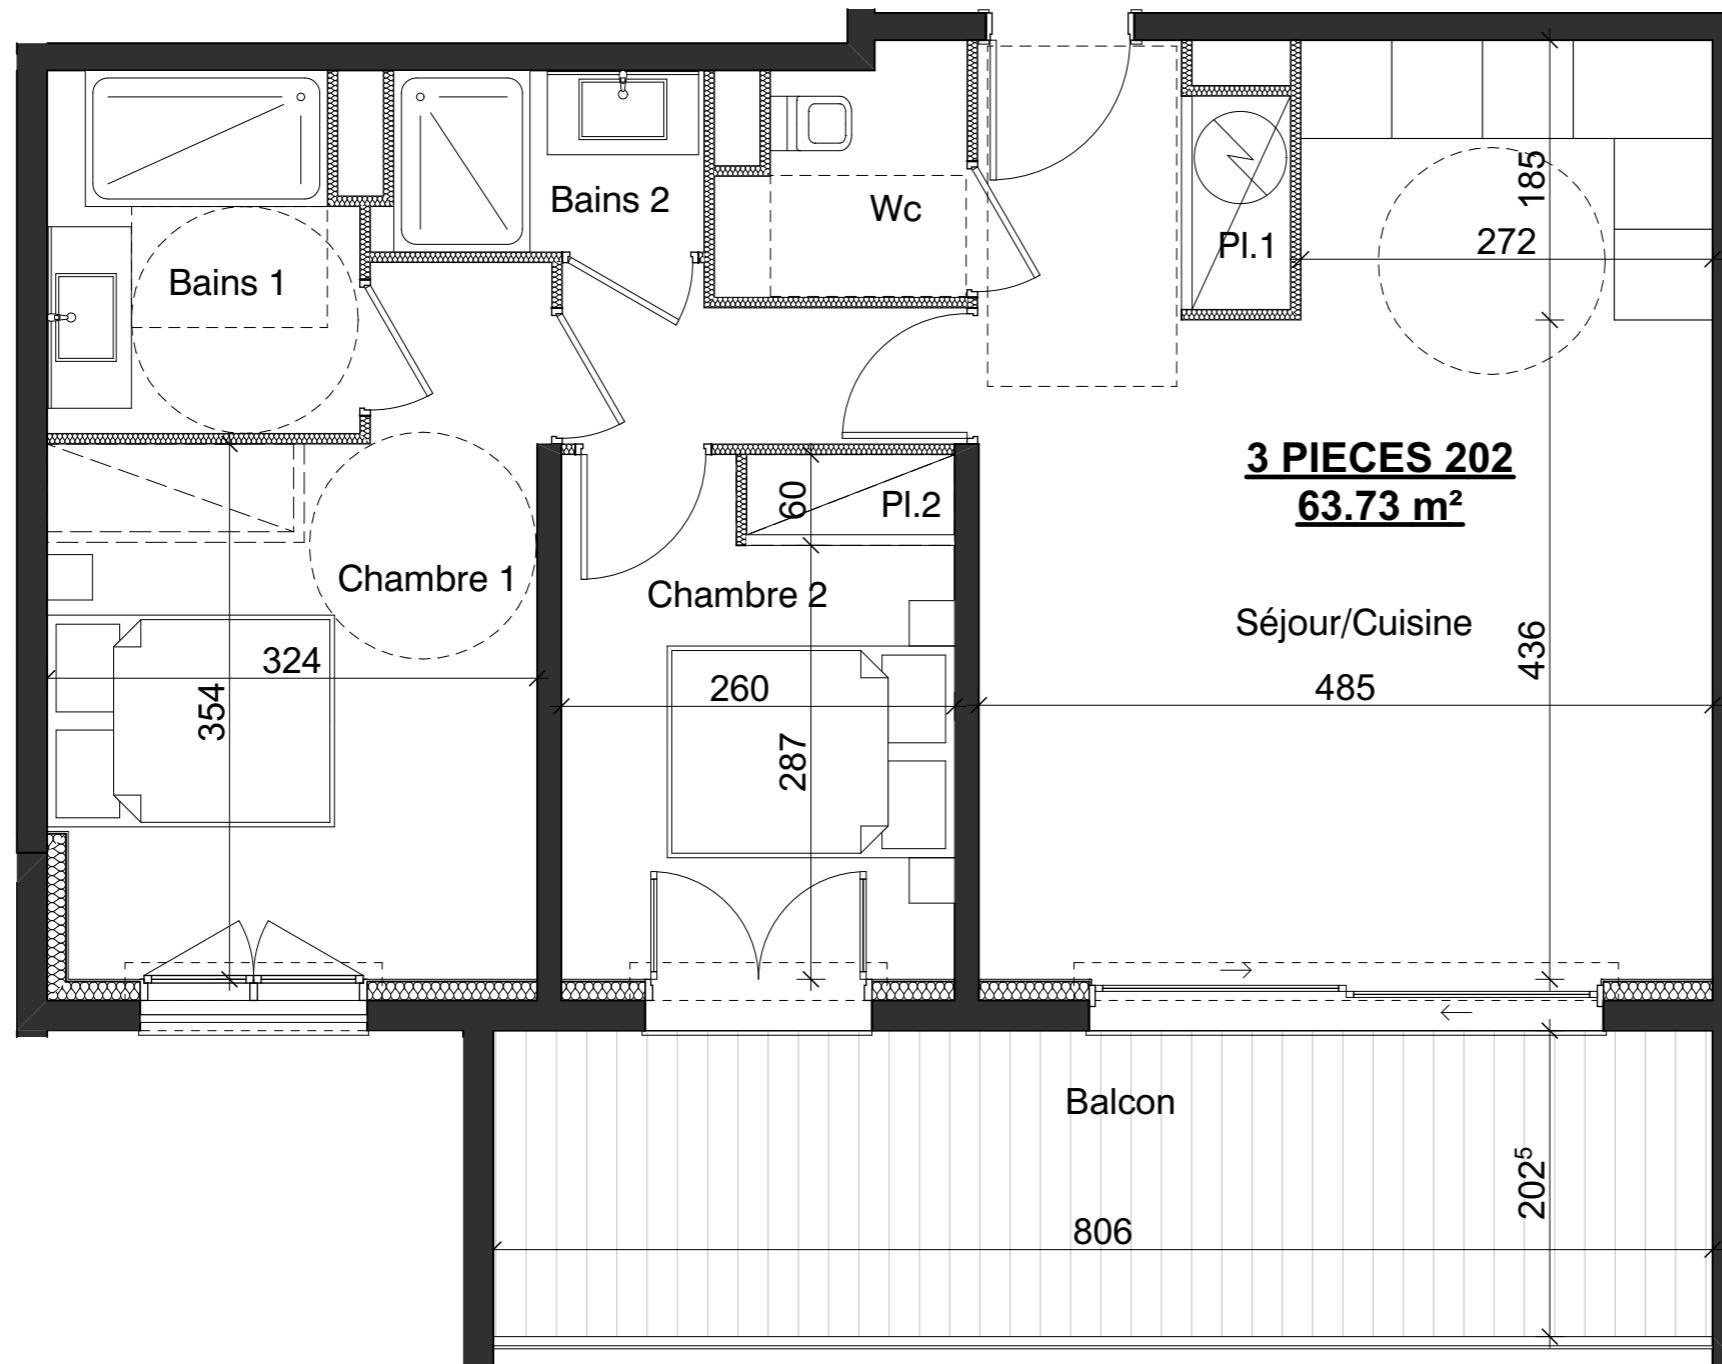 Bains 2
Wc
185
Pl.1
272
Bains 1
3 PIECES 202
63.73 m²
60
Pl.2
Chambre 1
Chambre 2
Séjour/Cuisine
436
324
354
260
485
287
Balcon
202⁵
806